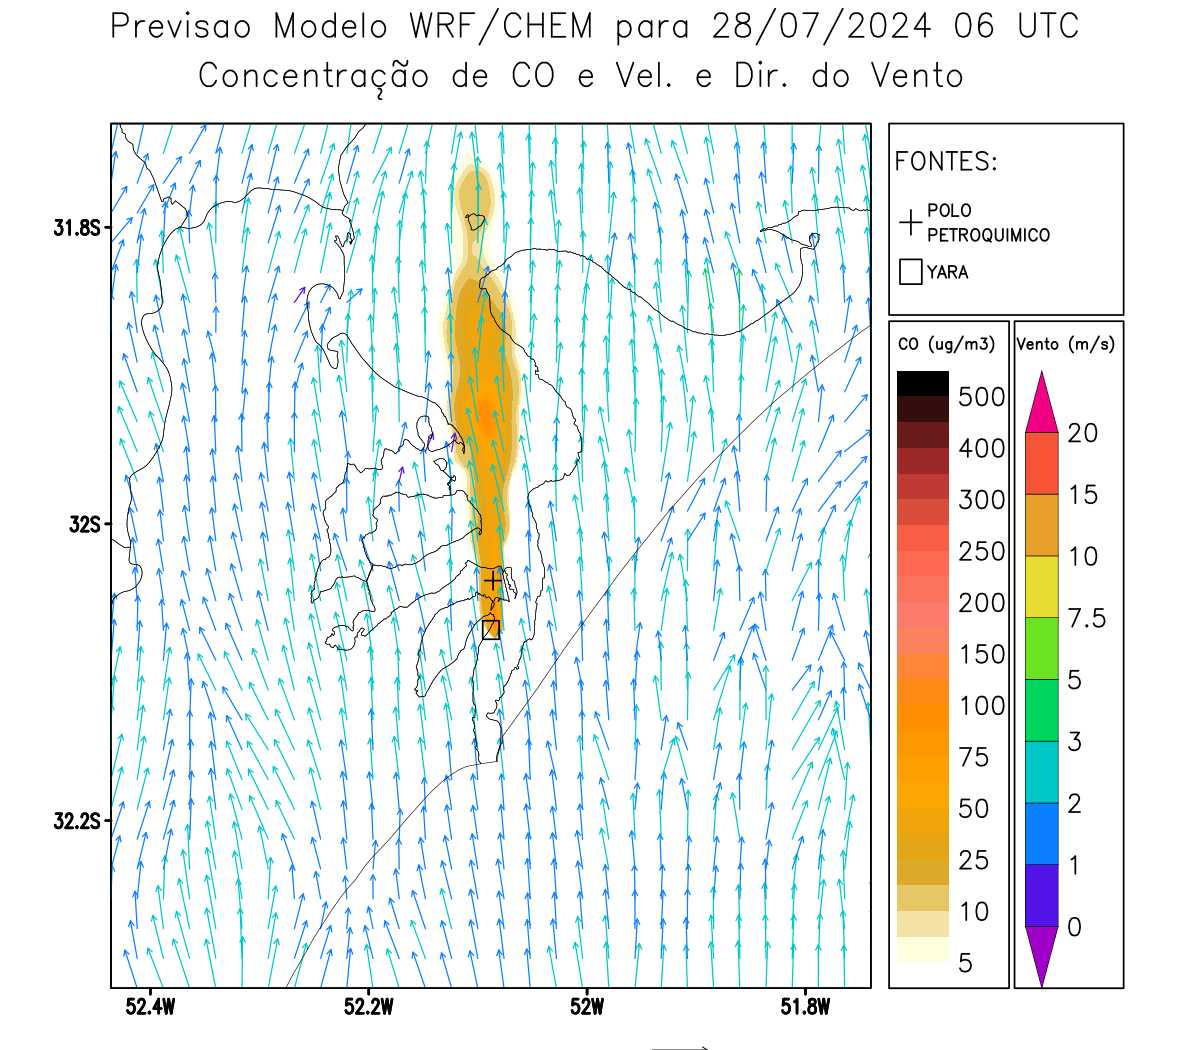 Previsao Modelo WRF/CHEM para 28/07/2024 06 UTC
Concentração de CO e Vel. e Dir. do Vento
FONTES:
POLO
PETROQUIMICO
YARA
CO (ug/m3)
500
400
300
250
200
150
100
75
50
25
10
5
Vento (m/s)
20
15
10
7.5
5
3
2
1
0
31.8S
32S
32.2S
52.4W
52.2W
52W
51.8W